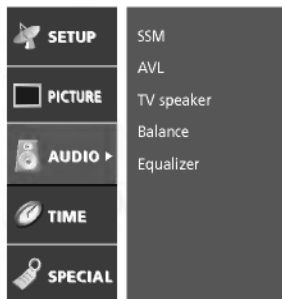 SETUP
PICTURE
AUDIO
TIME
SPECIAL
SSM
AVL
TV speaker
Balance
Equalizer